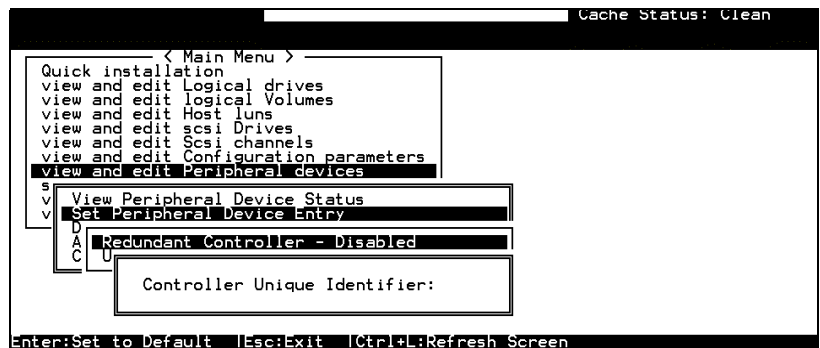 Cache Status: Clean
< Main Menu >
Quick installation
view and edit Logical drives
view and edit logical Volumes
view and edit Host luns
view and edit scsi Drives
view and edit Scsi channels
view and edit Configuration parameters
view and edit Peripheral devices
s
v View Peripheral Device Status
v Set Peripheral Device Entry
D
A Redundant Controller - Disabled
C U
Controller Unique Identifier:
Enter:Set to Default |Esc:Exit |Ctrl+L:Refresh Screen